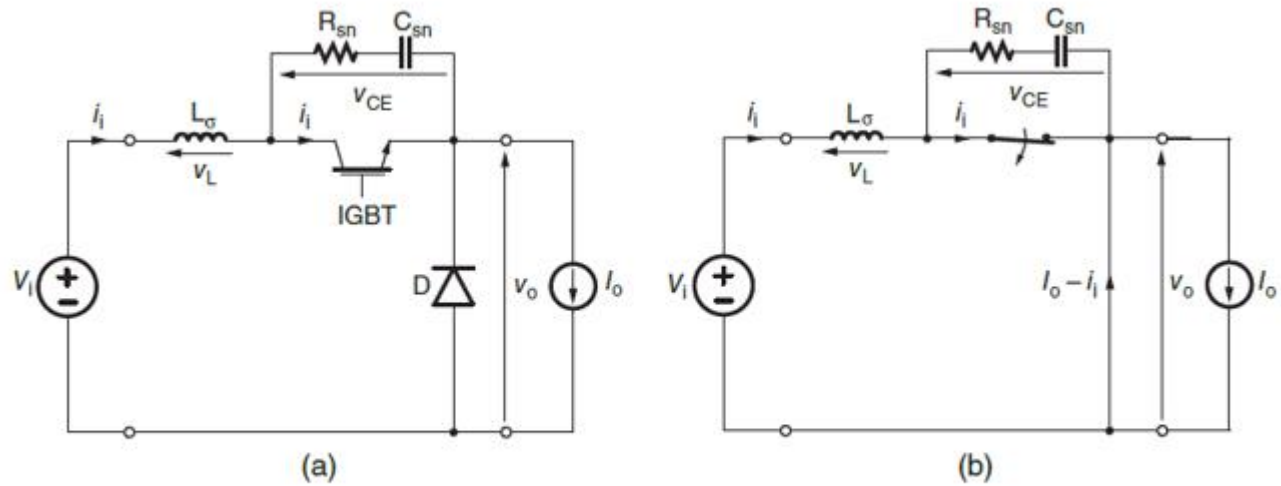 R_sn C_sn
v_CE
i_i L_σ i_i
v_L
IGBT
V_i + − D v_o I_o
(a)
R_sn C_sn
v_CE
i_i L_σ i_i
v_L
V_i + − I_o – i_i v_o I_o
(b)